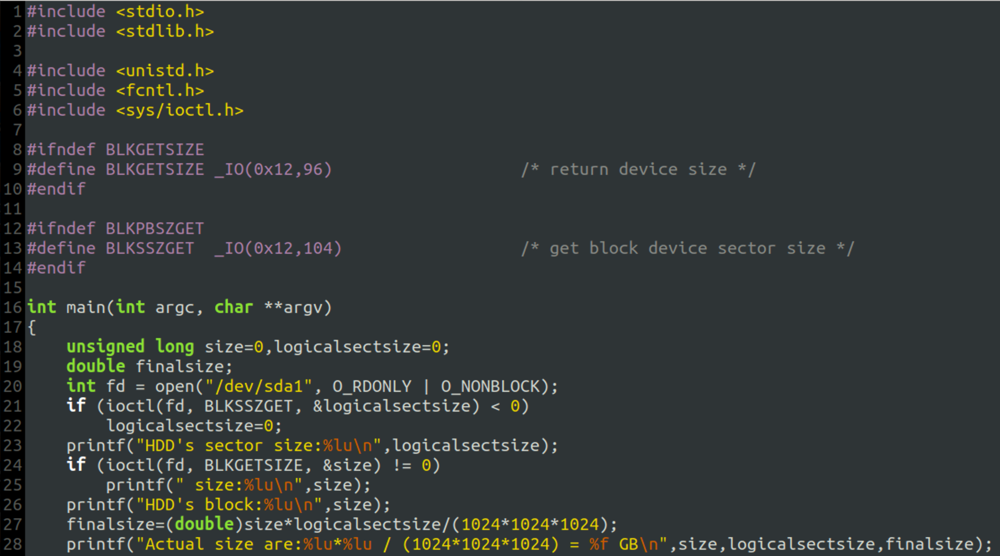 1 #include <stdio.h>
2 #include <stdlib.h>
3
4 #include <unistd.h>
5 #include <fcntl.h>
6 #include <sys/ioctl.h>
7
8 #ifndef BLKGETSIZE
9 #define BLKGETSIZE _IO(0x12,96)                   /* return device size */
10 #endif
11
12 #ifndef BLKPBSZGET
13 #define BLKSSZGET  _IO(0x12,104)                  /* get block device sector size */
14 #endif
15
16 int main(int argc, char **argv)
17 {
18     unsigned long size=0,logicalsectsize=0;
19     double finalsize;
20     int fd = open("/dev/sda1", O_RDONLY | O_NONBLOCK);
21     if (ioctl(fd, BLKSSZGET, &logicalsectsize) < 0)
22         logicalsectsize=0;
23     printf("HDD's sector size:%lu\n",logicalsectsize);
24     if (ioctl(fd, BLKGETSIZE, &size) != 0)
25         printf(" size:%lu\n",size);
26     printf("HDD's block:%lu\n",size);
27     finalsize=(double)size*logicalsectsize/(1024*1024*1024);
28     printf("Actual size are:%lu*%lu / (1024*1024*1024) = %f GB\n",size,logicalsectsize,finalsize);